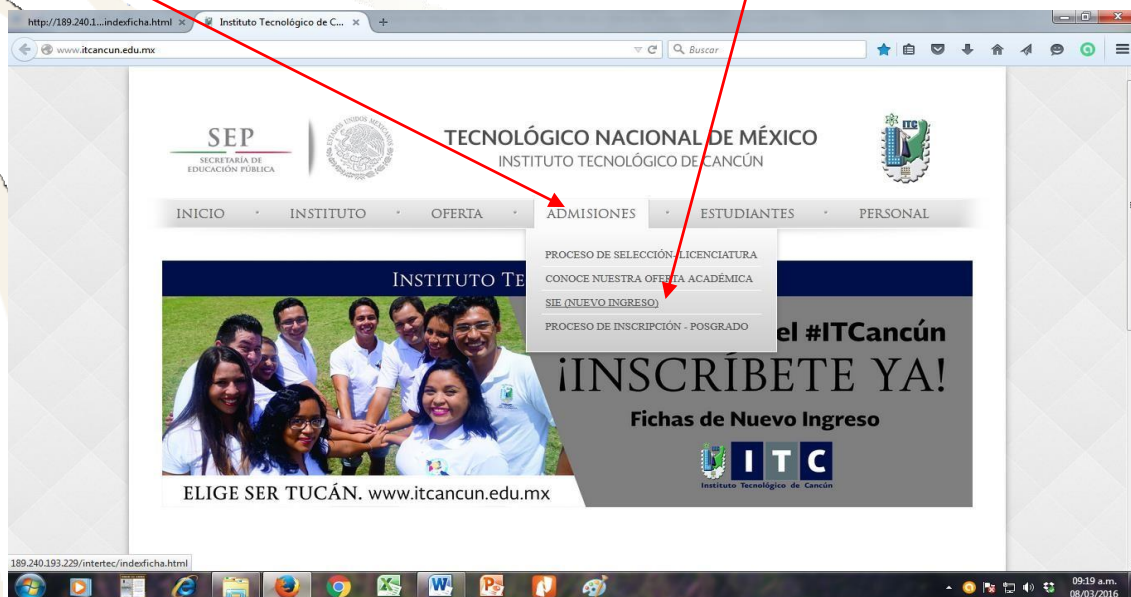 http://189.240.1...indexficha.html
Instituto Tecnológico de C...
www.itcancun.edu.mx
Buscar
SEP
SECRETARÍA DE
EDUCACIÓN PÚBLICA
ESTADOS UNIDOS MEXICANOS
TECNOLÓGICO NACIONAL DE MÉXICO
INSTITUTO TECNOLÓGICO DE CANCÚN
ITC
INICIO · INSTITUTO · OFERTA · ADMISIONES · ESTUDIANTES · PERSONAL
PROCESO DE SELECCIÓN- LICENCIATURA
CONOCE NUESTRA OFERTA ACADÉMICA
SIE (NUEVO INGRESO)
PROCESO DE INSCRIPCIÓN - POSGRADO
INSTITUTO TE
el #ITCancún
¡INSCRÍBETE YA!
Fichas de Nuevo Ingreso
ITC
Instituto Tecnológico de Cancún
ELIGE SER TUCÁN. www.itcancun.edu.mx
189.240.193.229/intertec/indexficha.html
09:19 a.m.
08/03/2016